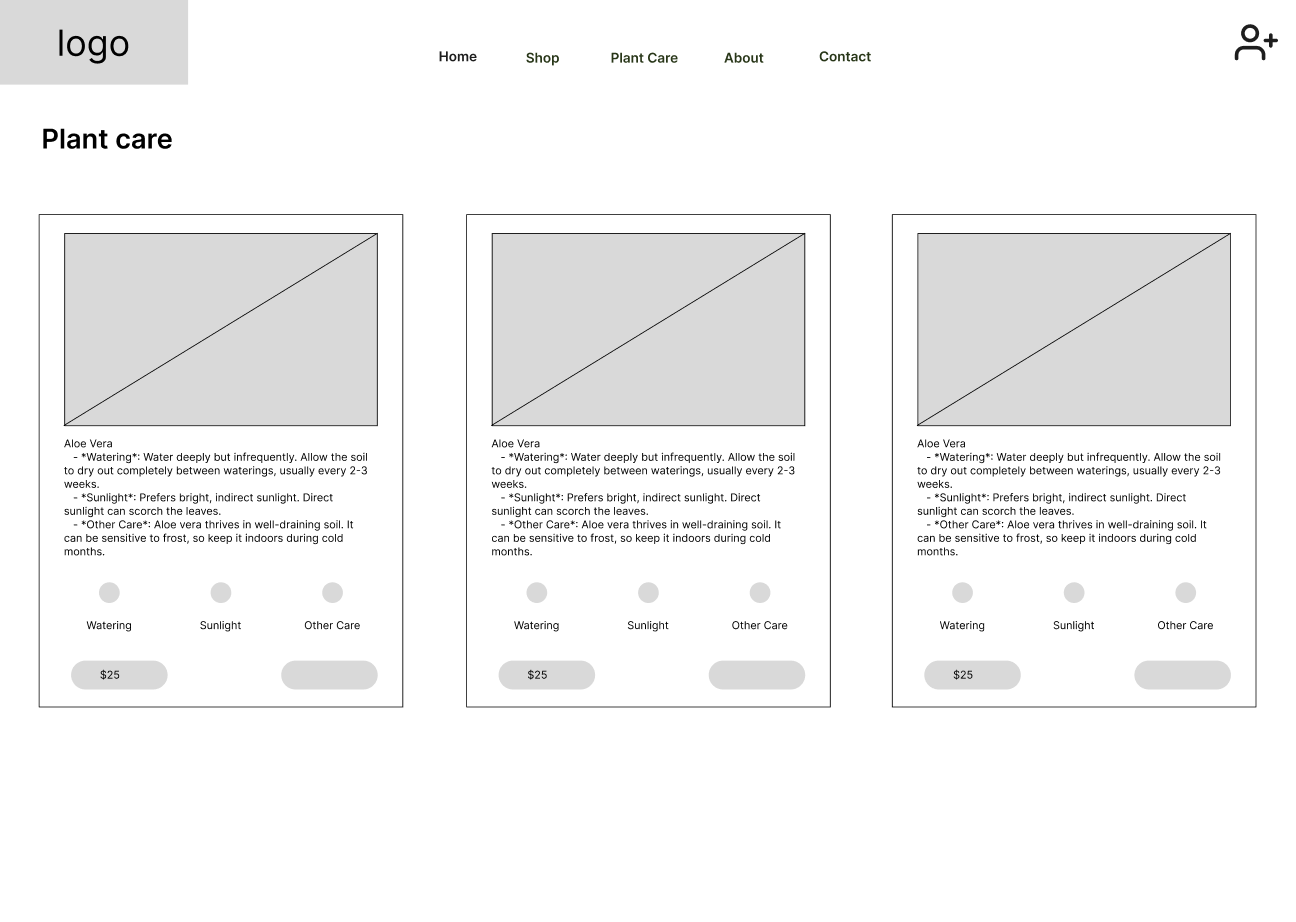 logo
Home
Shop
Plant Care
About
Contact
Plant care
Aloe Vera
- *Watering*: Water deeply but infrequently. Allow the soil
to dry out completely between waterings, usually every 2-3
weeks.
- *Sunlight*: Prefers bright, indirect sunlight. Direct
sunlight can scorch the leaves.
- *Other Care*: Aloe vera thrives in well-draining soil. It
can be sensitive to frost, so keep it indoors during cold
months.
Watering
Sunlight
Other Care
$25
Aloe Vera
- *Watering*: Water deeply but infrequently. Allow the soil
to dry out completely between waterings, usually every 2-3
weeks.
- *Sunlight*: Prefers bright, indirect sunlight. Direct
sunlight can scorch the leaves.
- *Other Care*: Aloe vera thrives in well-draining soil. It
can be sensitive to frost, so keep it indoors during cold
months.
Watering
Sunlight
Other Care
$25
Aloe Vera
- *Watering*: Water deeply but infrequently. Allow the soil
to dry out completely between waterings, usually every 2-3
weeks.
- *Sunlight*: Prefers bright, indirect sunlight. Direct
sunlight can scorch the leaves.
- *Other Care*: Aloe vera thrives in well-draining soil. It
can be sensitive to frost, so keep it indoors during cold
months.
Watering
Sunlight
Other Care
$25